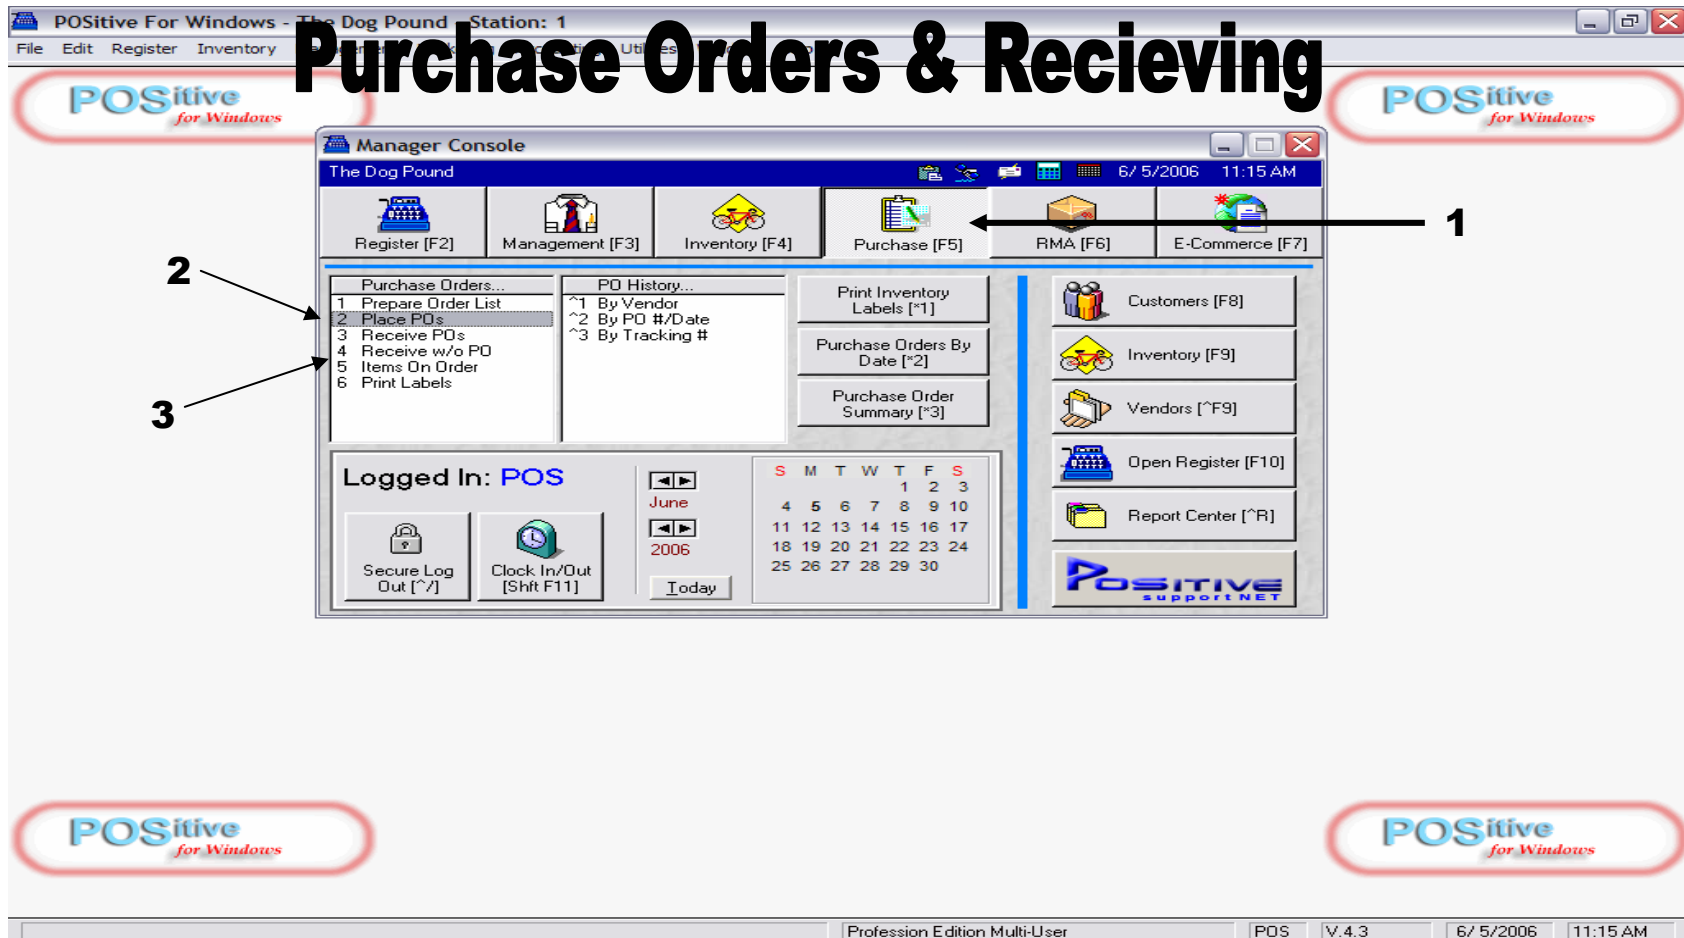 POSitive For Windows - The Dog Pound Station: 1
Purchase Orders & Recieving
File Edit Register Inventory
POSitive
for Windows
POSitive
for Windows
Manager Console
The Dog Pound 6/ 5/2006 11:15 AM
Register [F2] Management [F3] Inventory [F4] Purchase [F5] RMA [F6] E-Commerce [F7]
1
2
3
Purchase Orders...
1 Prepare Order List
2 Place POs
3 Receive POs
4 Receive w/o PO
5 Items On Order
6 Print Labels
PO History...
^1 By Vendor
^2 By PO #/Date
^3 By Tracking #
Print Inventory
Labels [*1]
Purchase Orders By
Date [*2]
Purchase Order
Summary [*3]
Customers [F8]
Inventory [F9]
Vendors [^F9]
Open Register [F10]
Report Center [^R]
POSITIVE
support NET
Logged In: POS
Secure Log
Out [^/]
Clock In/Out
[Shft F11]
June
2006
Today
S M T W T F S
1 2 3
4 5 6 7 8 9 10
11 12 13 14 15 16 17
18 19 20 21 22 23 24
25 26 27 28 29 30
POSitive
for Windows
POSitive
for Windows
Profession Edition Multi-User POS V.4.3 6/ 5/2006 11:15 AM